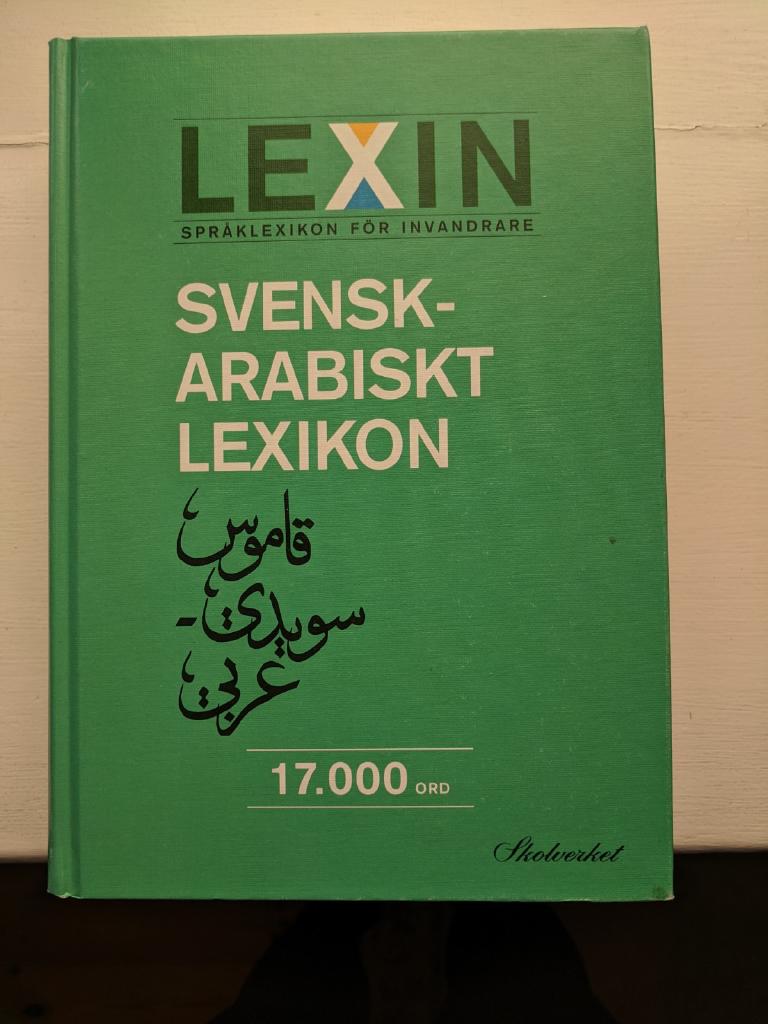 LEXIN
SPRÅKLEXIKON FÖR INVANDRARE
SVENSK-
ARABISKT
LEXIKON
قاموس
سويدي-
عربي
17.000 ORD
Skolverket